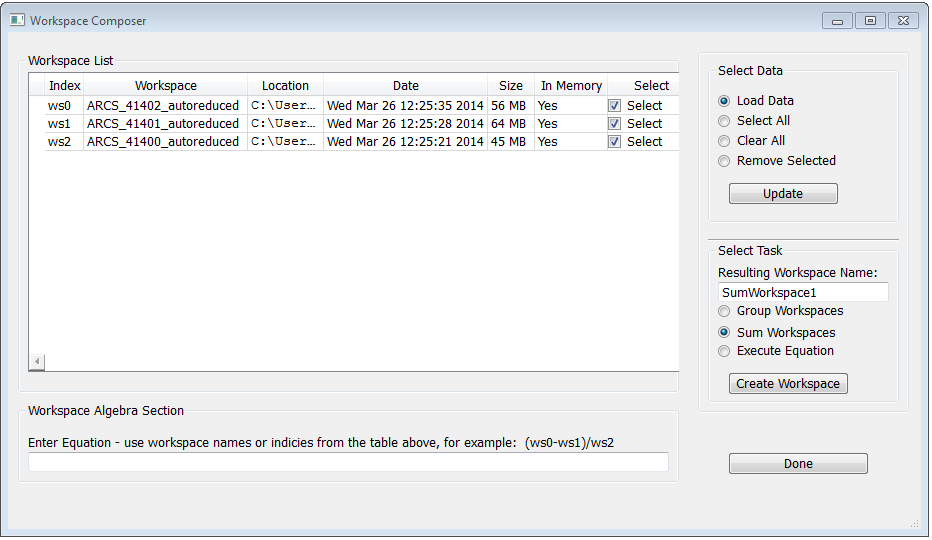 Workspace Composer
Workspace List
Index Workspace Location Date Size In Memory Select
ws0 ARCS_41402_autoreduced C:\User... Wed Mar 26 12:25:35 2014 56 MB Yes Select
ws1 ARCS_41401_autoreduced C:\User... Wed Mar 26 12:25:28 2014 64 MB Yes Select
ws2 ARCS_41400_autoreduced C:\User... Wed Mar 26 12:25:21 2014 45 MB Yes Select
Workspace Algebra Section
Enter Equation - use workspace names or indicies from the table above, for example: (ws0-ws1)/ws2
Select Data
Load Data
Select All
Clear All
Remove Selected
Update
Select Task
Resulting Workspace Name:
SumWorkspace1
Group Workspaces
Sum Workspaces
Execute Equation
Create Workspace
Done